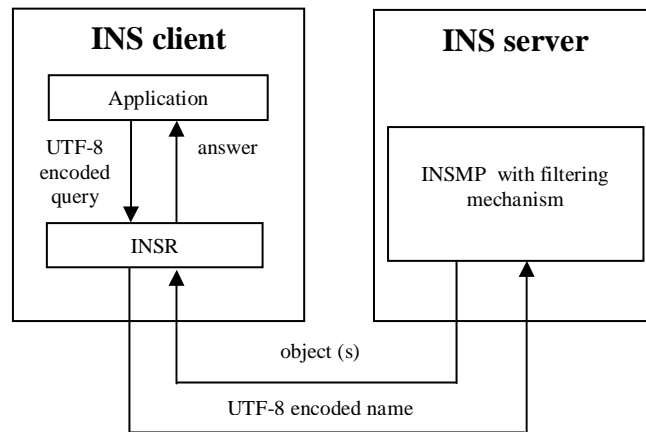 INS client
Application
UTF-8
encoded
query
answer
INSR
INS server
INSMP with filtering
mechanism
object (s)
UTF-8 encoded name